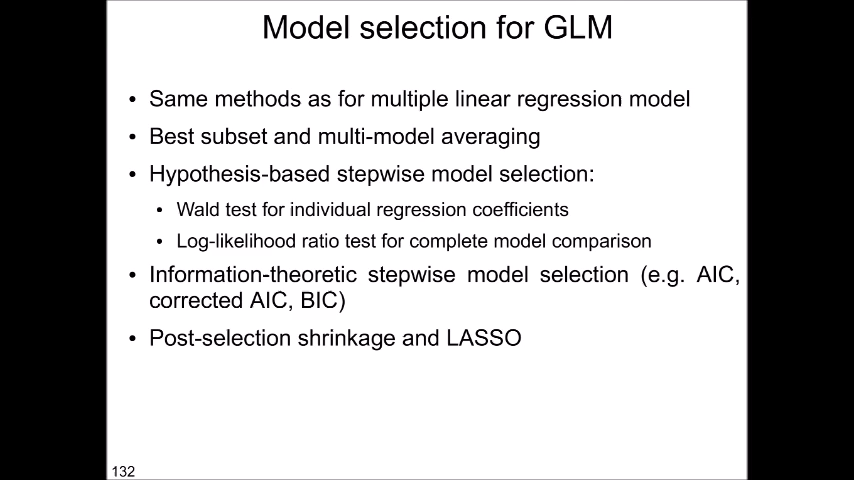 Model selection for GLM
• Same methods as for multiple linear regression model
• Best subset and multi-model averaging
• Hypothesis-based stepwise model selection:
• Wald test for individual regression coefficients
• Log-likelihood ratio test for complete model comparison
• Information-theoretic stepwise model selection (e.g. AIC,
corrected AIC, BIC)
• Post-selection shrinkage and LASSO
132